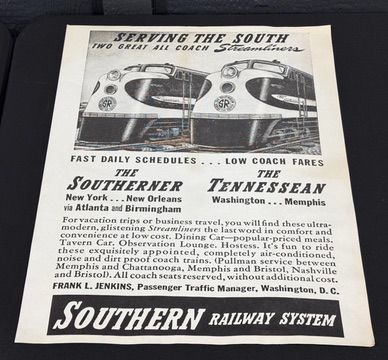 SERVING THE SOUTH
TWO GREAT ALL COACH Streamliners
SR
SR
FAST DAILY SCHEDULES . . . LOW COACH FARES
THE
SOUTHERNER
New York . . . New Orleans
via Atlanta and Birmingham
THE
TENNESSEAN
Washington . . . Memphis
For vacation trips or business travel, you will find these ultra-
modern, glistening Streamliners the last word in comfort and
convenience at low cost. Dining Car—popular-priced meals.
Tavern Car. Observation Lounge. Hostess. It's fun to ride
these exquisitely appointed, completely air-conditioned,
noise and dirt proof coach trains. (Pullman service between
Memphis and Chattanooga, Memphis and Bristol, Nashville
and Bristol). All coach seats reserved, without additional cost.
FRANK L. JENKINS, Passenger Traffic Manager, Washington, D. C.
SOUTHERN RAILWAY SYSTEM